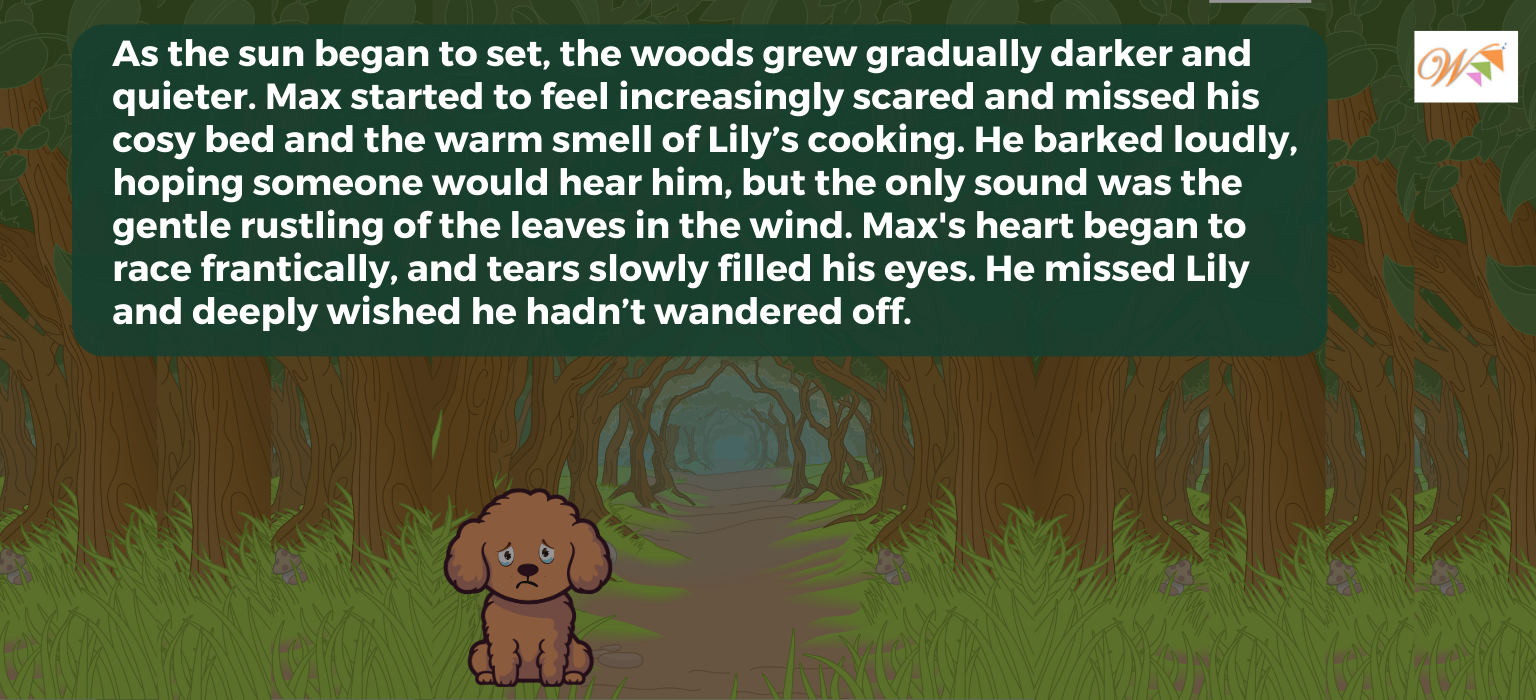 As the sun began to set, the woods grew gradually darker and
quieter. Max started to feel increasingly scared and missed his
cosy bed and the warm smell of Lily’s cooking. He barked loudly,
hoping someone would hear him, but the only sound was the
gentle rustling of the leaves in the wind. Max's heart began to
race frantically, and tears slowly filled his eyes. He missed Lily
and deeply wished he hadn’t wandered off.
W